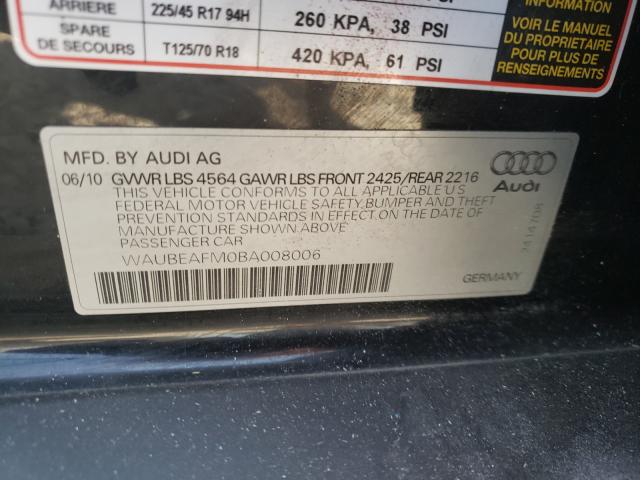 INFORMATION
ARRIERE 225/45 R17 94H 260 KPA, 38 PSI
SPARE DE SECOURS T125/70 R18 420 KPA, 61 PSI
VOIR LE MANUEL
DU PROPRIETAIRE
POUR PLUS DE
RENSEIGNEMENTS
MFD. BY AUDI AG
06/10 GVWR LBS 4564 GAWR LBS FRONT 2425/REAR 2216
THIS VEHICLE CONFORMS TO ALL APPLICABLE U.S
FEDERAL MOTOR VEHICLE SAFETY, BUMPER AND THEFT
PREVENTION STANDARDS IN EFFECT ON THE DATE OF
MANUFACTURE SHOWN ABOVE
PASSENGER CAR
WAUBEAFM0BA008006
Audi
2414708
GERMANY